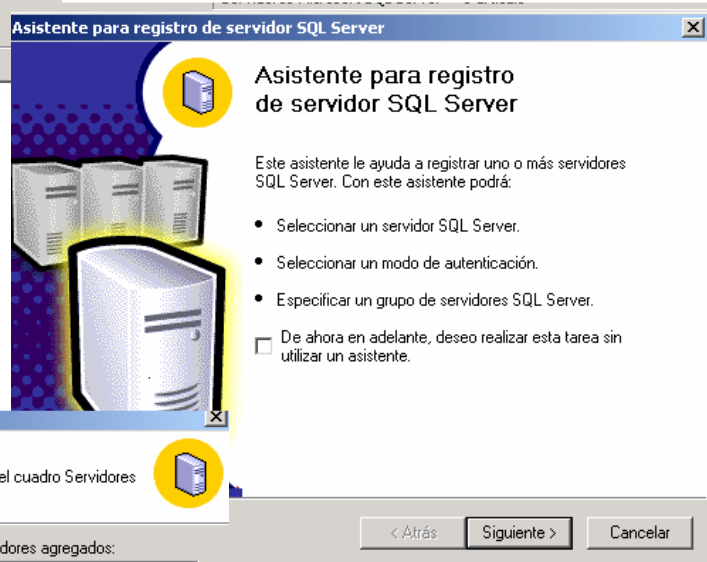 Asistente para registro de servidor SQL Server
Asistente para registro
de servidor SQL Server
Este asistente le ayuda a registrar uno o más servidores
SQL Server. Con este asistente podrá:
• Seleccionar un servidor SQL Server.
• Seleccionar un modo de autenticación.
• Especificar un grupo de servidores SQL Server.
De ahora en adelante, deseo realizar esta tarea sin
utilizar un asistente.
el cuadro Servidores
dores agregados:
< Atrás
Siguiente >
Cancelar